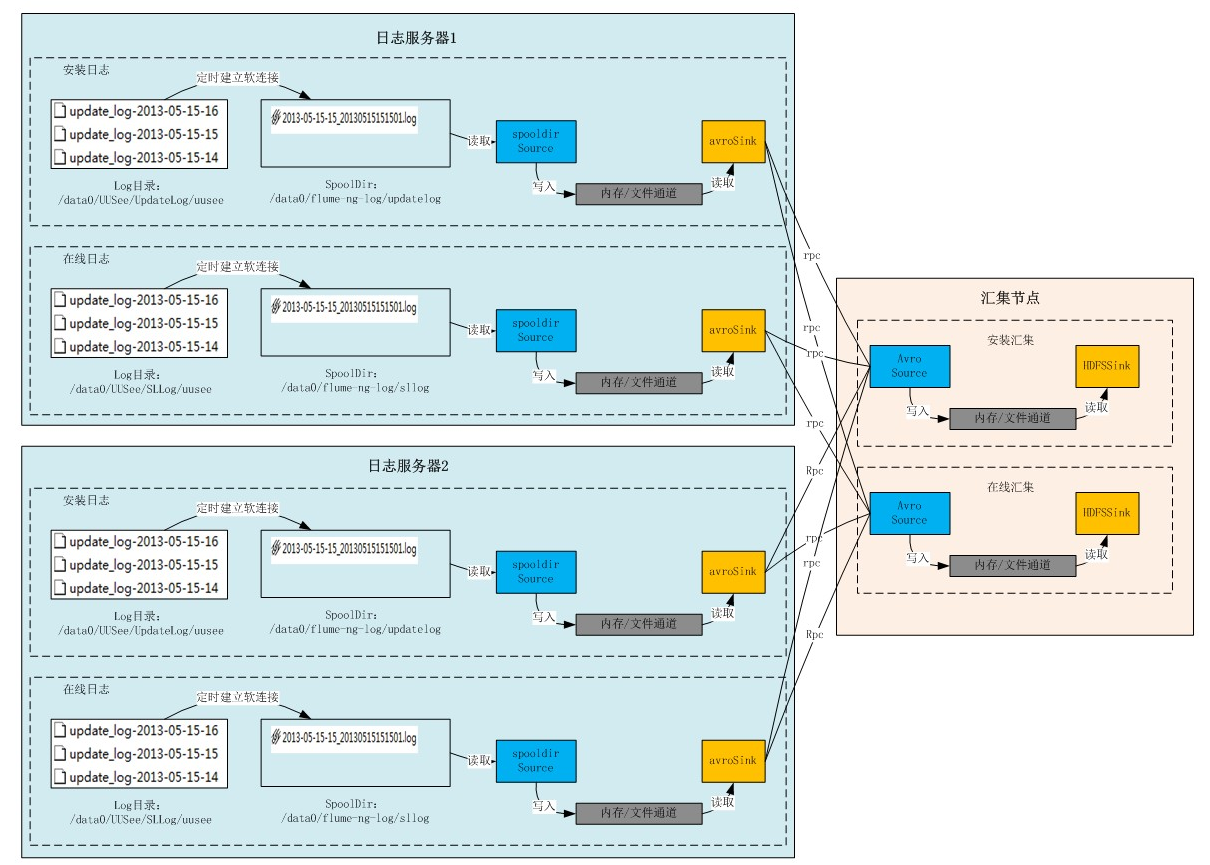 日志服务器1
安装日志
定时建立软连接
update_log-2013-05-15-16
update_log-2013-05-15-15
update_log-2013-05-15-14
2013-05-15-15_20130515151501.log
读取
spooldir
Source
avroSink
写入
内存/文件通道
读取
Log目录:
/data0/UUSee/UpdateLog/uusee
SpoolDir:
/data0/flume-ng-log/updatelog
在线日志
定时建立软连接
update_log-2013-05-15-16
update_log-2013-05-15-15
update_log-2013-05-15-14
2013-05-15-15_20130515151501.log
读取
spooldir
Source
avroSink
写入
内存/文件通道
读取
Log目录:
/data0/UUSee/SLLog/uusee
SpoolDir:
/data0/flume-ng-log/sllog
日志服务器2
安装日志
定时建立软连接
update_log-2013-05-15-16
update_log-2013-05-15-15
update_log-2013-05-15-14
2013-05-15-15_20130515151501.log
读取
spooldir
Source
avroSink
写入
内存/文件通道
读取
Log目录:
/data0/UUSee/UpdateLog/uusee
SpoolDir:
/data0/flume-ng-log/updatelog
在线日志
定时建立软连接
update_log-2013-05-15-16
update_log-2013-05-15-15
update_log-2013-05-15-14
2013-05-15-15_20130515151501.log
读取
spooldir
Source
avroSink
写入
内存/文件通道
读取
Log目录:
/data0/UUSee/SLLog/uusee
SpoolDir:
/data0/flume-ng-log/sllog
rpc
rpc
rpc
rpc
Rpc
rpc
rpc
Rpc
汇集节点
安装汇集
Avro
Source
HDFSSink
写入
内存/文件通道
读取
在线汇集
Avro
Source
HDFSSink
写入
内存/文件通道
读取